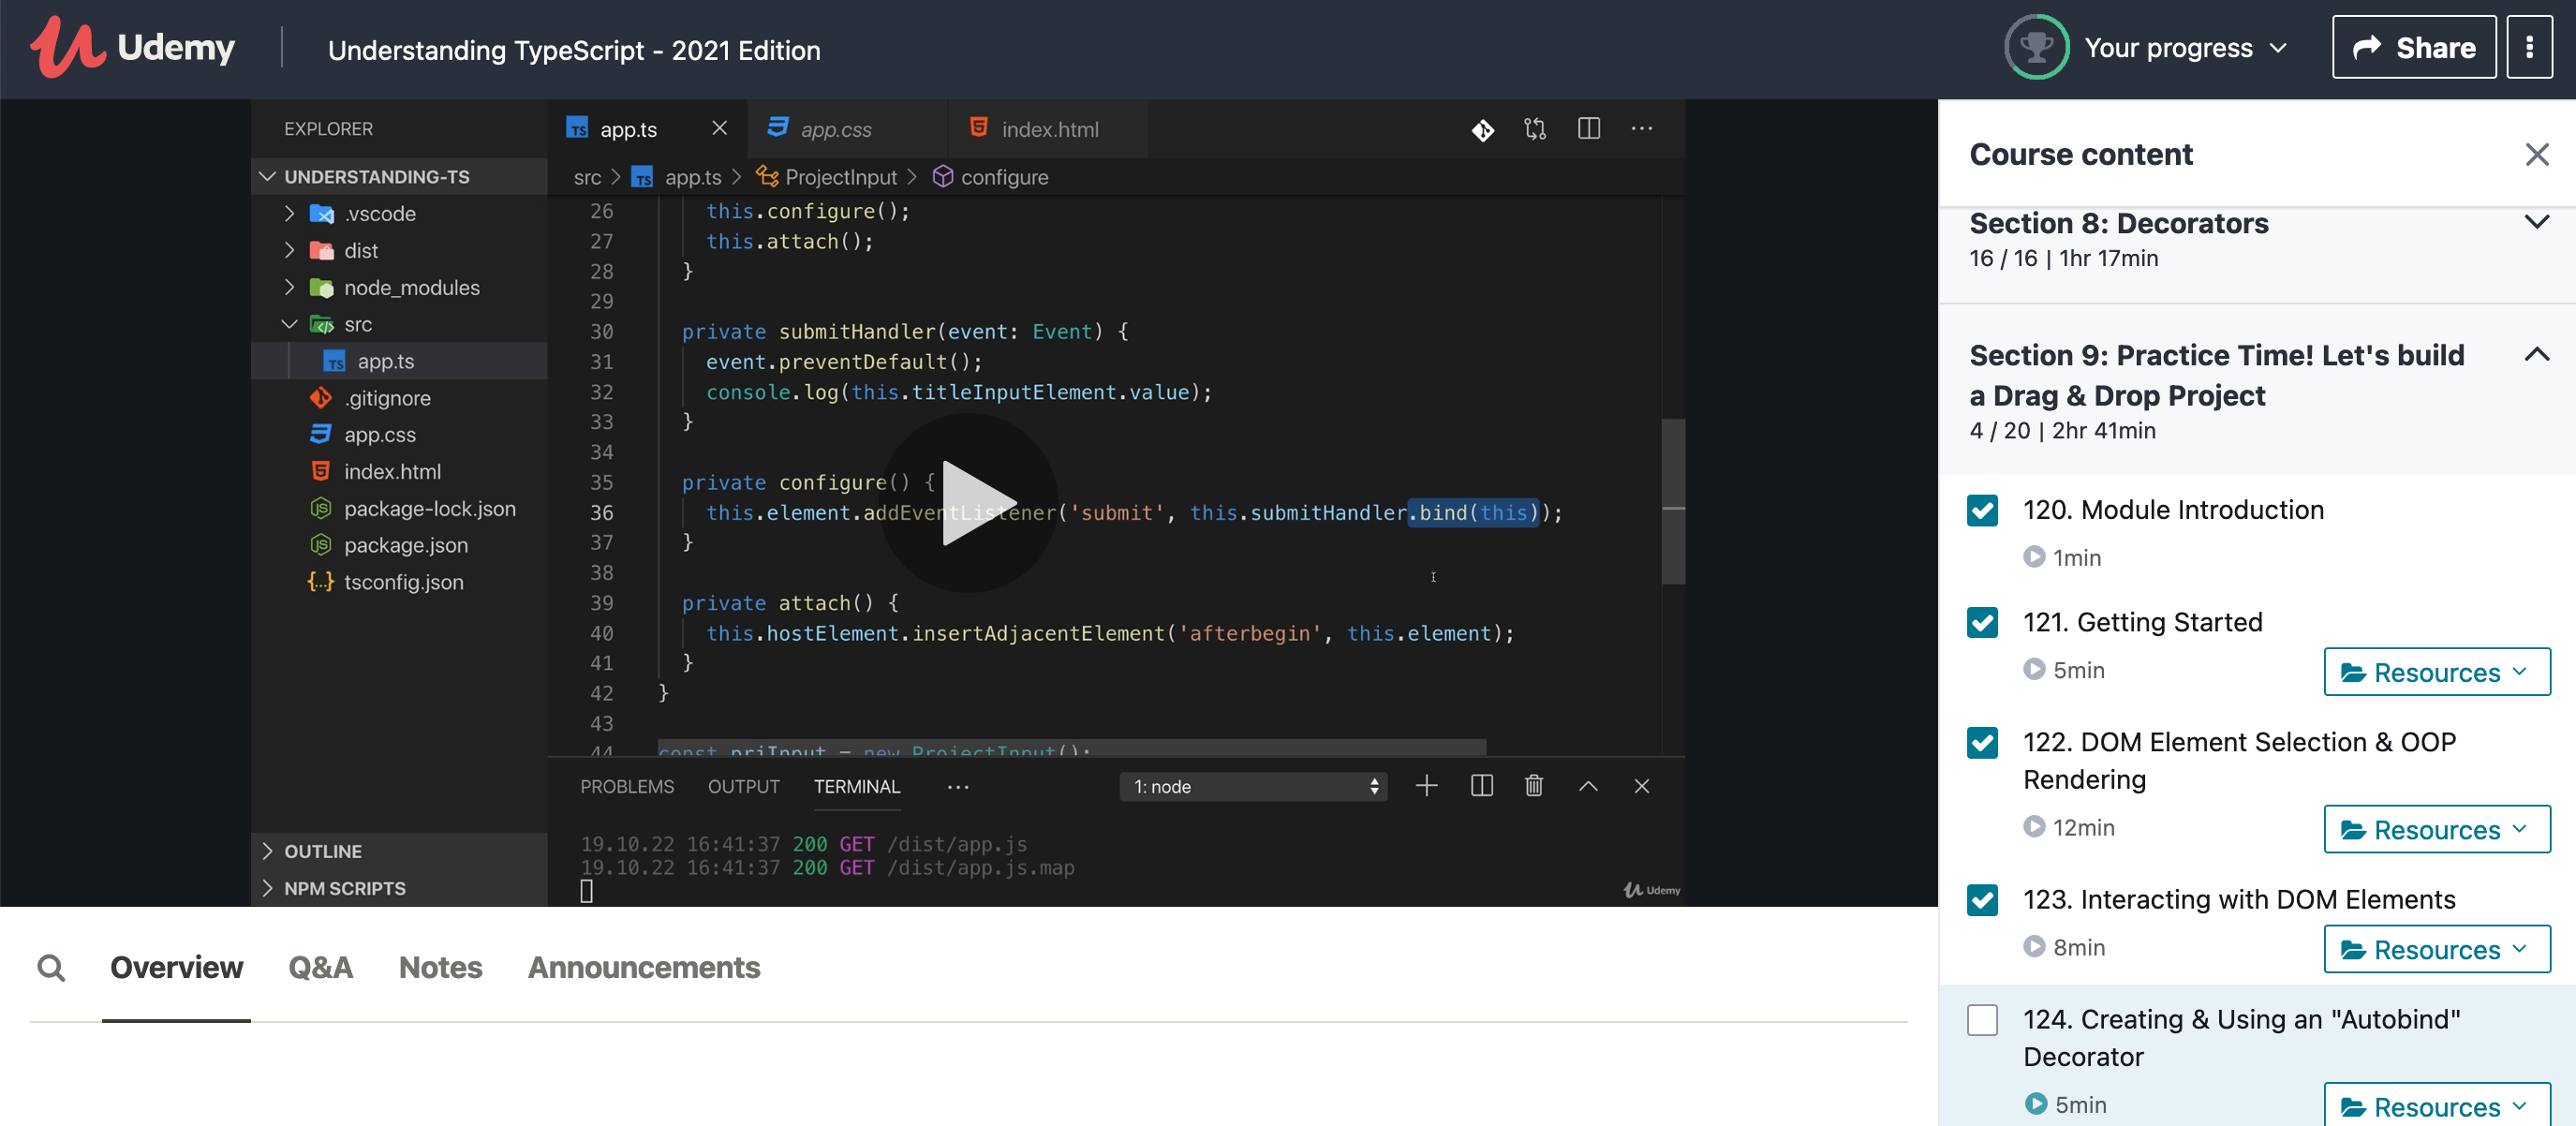 Udemy
Understanding TypeScript - 2021 Edition
Your progress
Share
EXPLORER
UNDERSTANDING-TS
.vscode
dist
node_modules
src
app.ts
.gitignore
app.css
index.html
package-lock.json
package.json
tsconfig.json
OUTLINE
NPM SCRIPTS
app.ts
app.css
index.html
src > app.ts > ProjectInput > configure
26 this.configure();
27 this.attach();
28 }
29
30 private submitHandler(event: Event) {
31 event.preventDefault();
32 console.log(this.titleInputElement.value);
33 }
34
35 private configure() {
36 this.element.addEventListener('submit', this.submitHandler.bind(this));
37 }
38
39 private attach() {
40 this.hostElement.insertAdjacentElement('afterbegin', this.element);
41 }
42 }
43
44 const prjInput = new ProjectInput();
PROBLEMS OUTPUT TERMINAL
1: node
19.10.22 16:41:37 200 GET /dist/app.js
19.10.22 16:41:37 200 GET /dist/app.js.map
Udemy
Overview
Q&A
Notes
Announcements
Course content
Section 8: Decorators
16 / 16 | 1hr 17min
Section 9: Practice Time! Let's build
a Drag & Drop Project
4 / 20 | 2hr 41min
120. Module Introduction
1min
121. Getting Started
5min
Resources
122. DOM Element Selection & OOP
Rendering
12min
Resources
123. Interacting with DOM Elements
8min
Resources
124. Creating & Using an "Autobind"
Decorator
5min
Resources